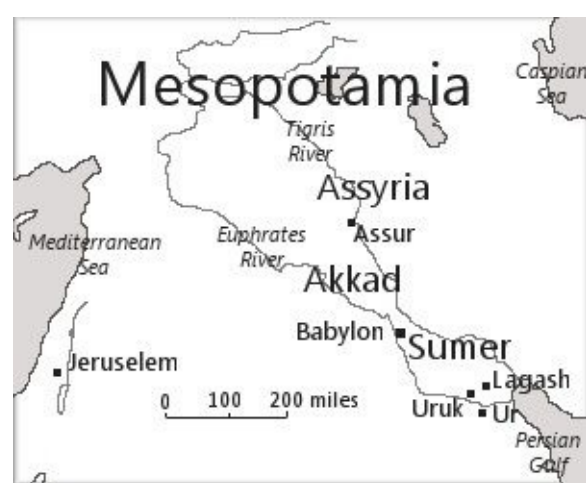 Mesopotamia
Caspian
Sea
Tigris
River
Assyria
Assur
Mediterranean
Sea
Euphrates
River
Akkad
Babylon
Sumer
Jeruselem
Lagash
Uruk
Ur
0 100 200 miles
Persian
Gulf